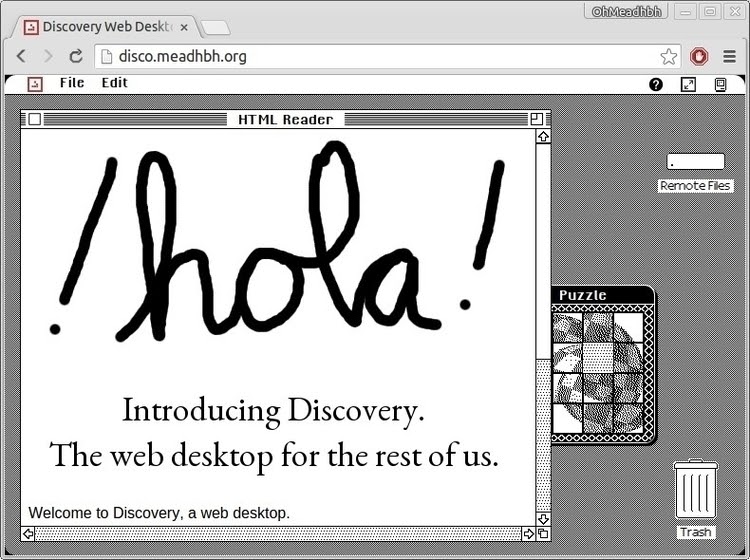 OhMeadhbh
Discovery Web Deskt
disco.meadhbh.org
File Edit
HTML Reader
!hola!
Introducing Discovery.
The web desktop for the rest of us.
Welcome to Discovery, a web desktop.
Remote Files
Puzzle
Trash